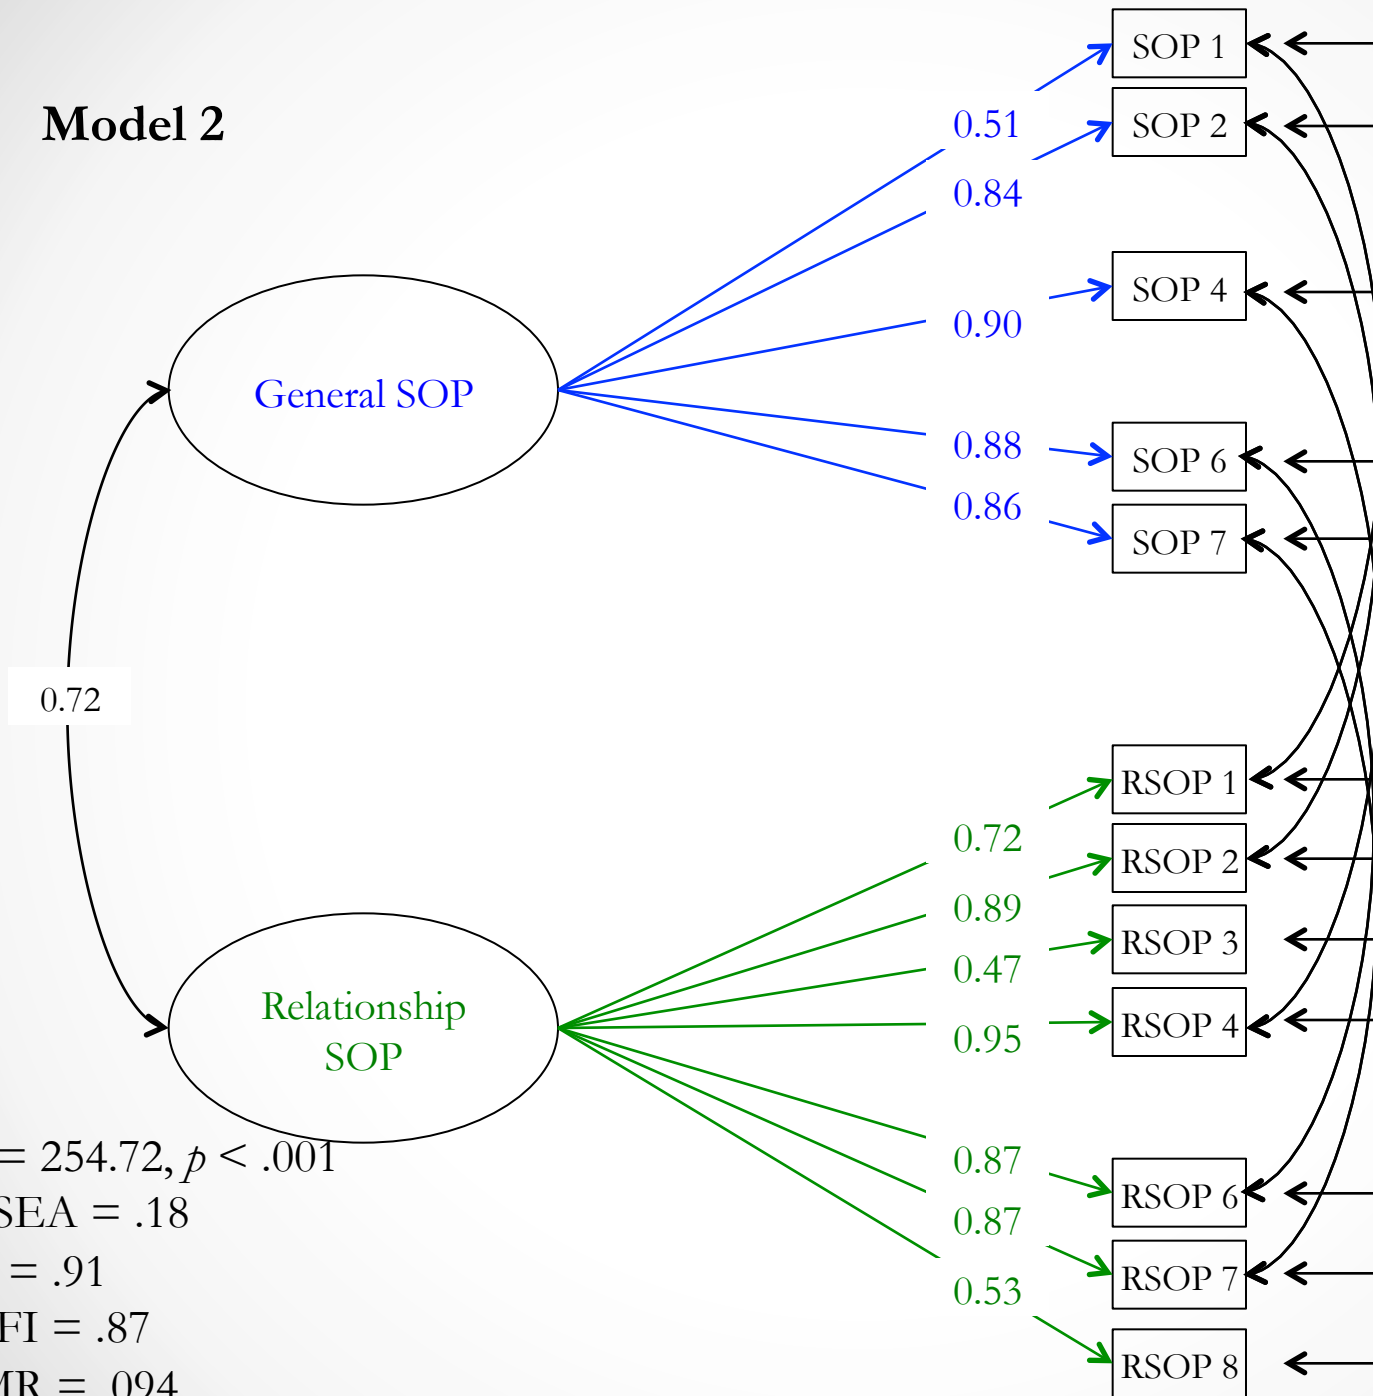 Model 2
SOP 1
SOP 2
SOP 4
SOP 6
SOP 7
0.51
0.84
0.90
0.88
0.86
General SOP
0.72
RSOP 1
RSOP 2
RSOP 3
RSOP 4
RSOP 6
RSOP 7
RSOP 8
0.72
0.89
0.47
0.95
0.87
0.87
0.53
Relationship
SOP
= 254.72, p < .001
SEA = .18
= .91
FI = .87
MR = .094